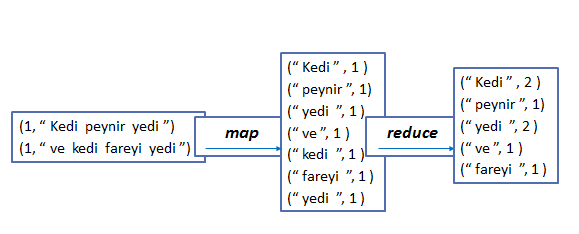 (1, “ Kedi peynir yedi ”)
(1, “ ve kedi fareyi yedi ”)
map
(“ Kedi ” , 1 )
(“ peynir ”, 1)
(“ yedi ”, 1 )
(“ ve ”, 1 )
(“ kedi ”, 1 )
(“ fareyi ”, 1 )
(“ yedi ”, 1 )
reduce
(“ Kedi ” , 2 )
(“ peynir ”, 1)
(“ yedi ”, 2 )
(“ ve ”, 1 )
(“ fareyi ”, 1 )